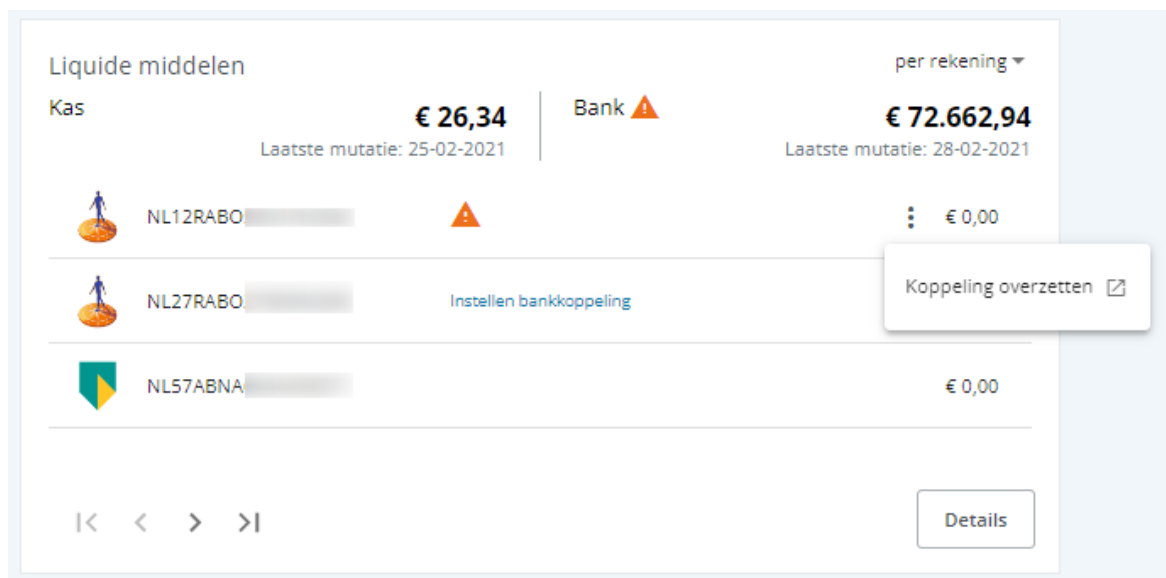 Liquide middelen
per rekening
Kas
€ 26,34
Laatste mutatie: 25-02-2021
Bank
€ 72.662,94
Laatste mutatie: 28-02-2021
NL12RABO
€ 0,00
Koppeling overzetten
NL27RABO
Instellen bankkoppeling
NL57ABNA
€ 0,00
Details